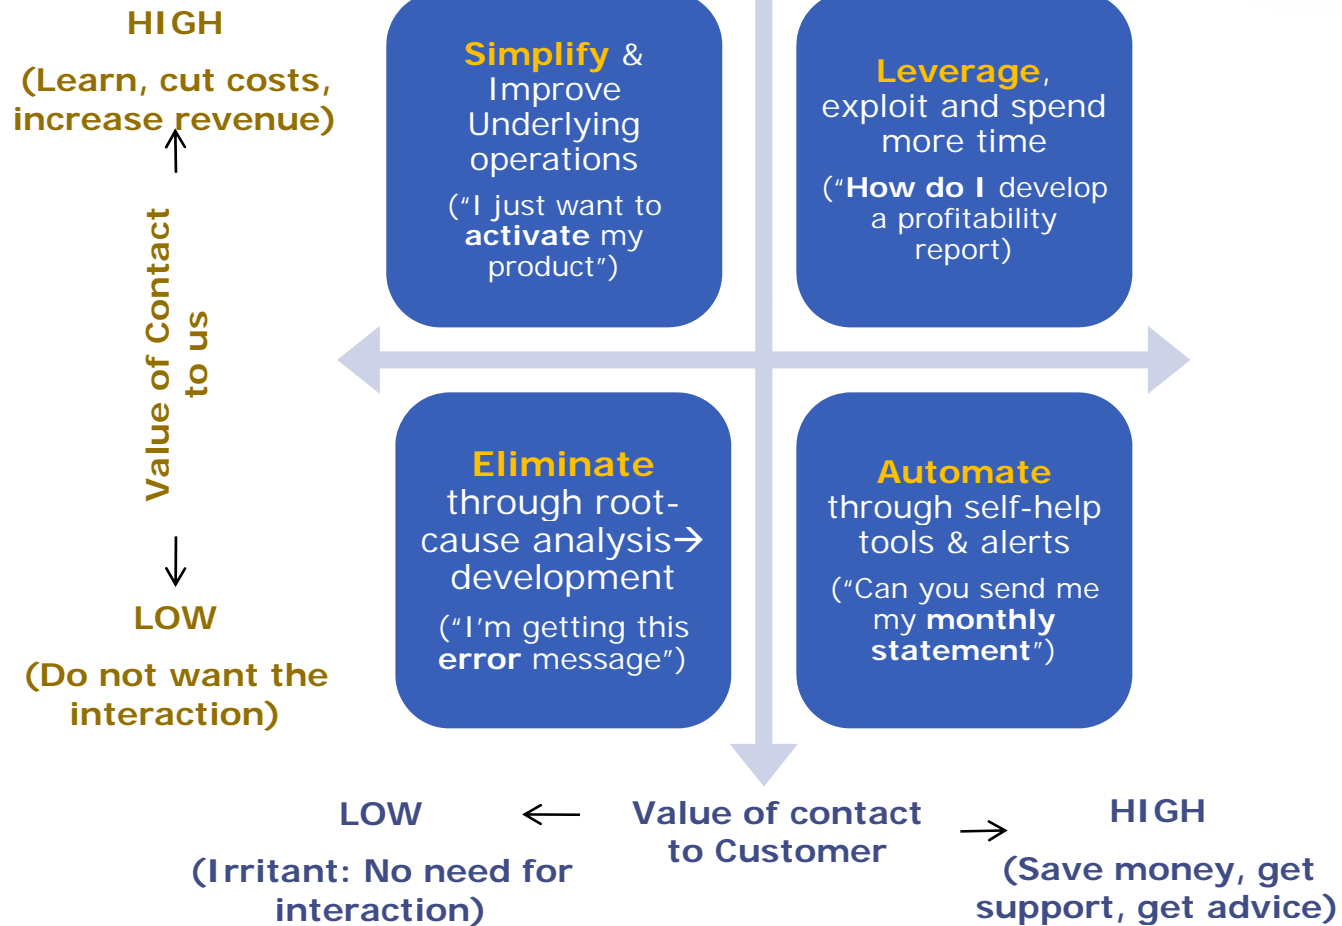 HIGH
(Learn, cut costs,
increase revenue)
Value of Contact
to us
LOW
(Do not want the
interaction)
Simplify &
Improve
Underlying
operations
("I just want to
activate my
product")
Leverage,
exploit and spend
more time
("How do I develop
a profitability
report)
Eliminate
through root-
cause analysis→
development
("I'm getting this
error message")
Automate
through self-help
tools & alerts
("Can you send me
my monthly
statement")
LOW
(Irritant: No need for
interaction)
Value of contact
to Customer
HIGH
(Save money, get
support, get advice)